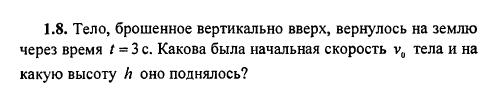 1.8. Тело, брошенное вертикально вверх, вернулось на землю
через время t = 3 с. Какова была начальная скорость v₀ тела и на
какую высоту h оно поднялось?